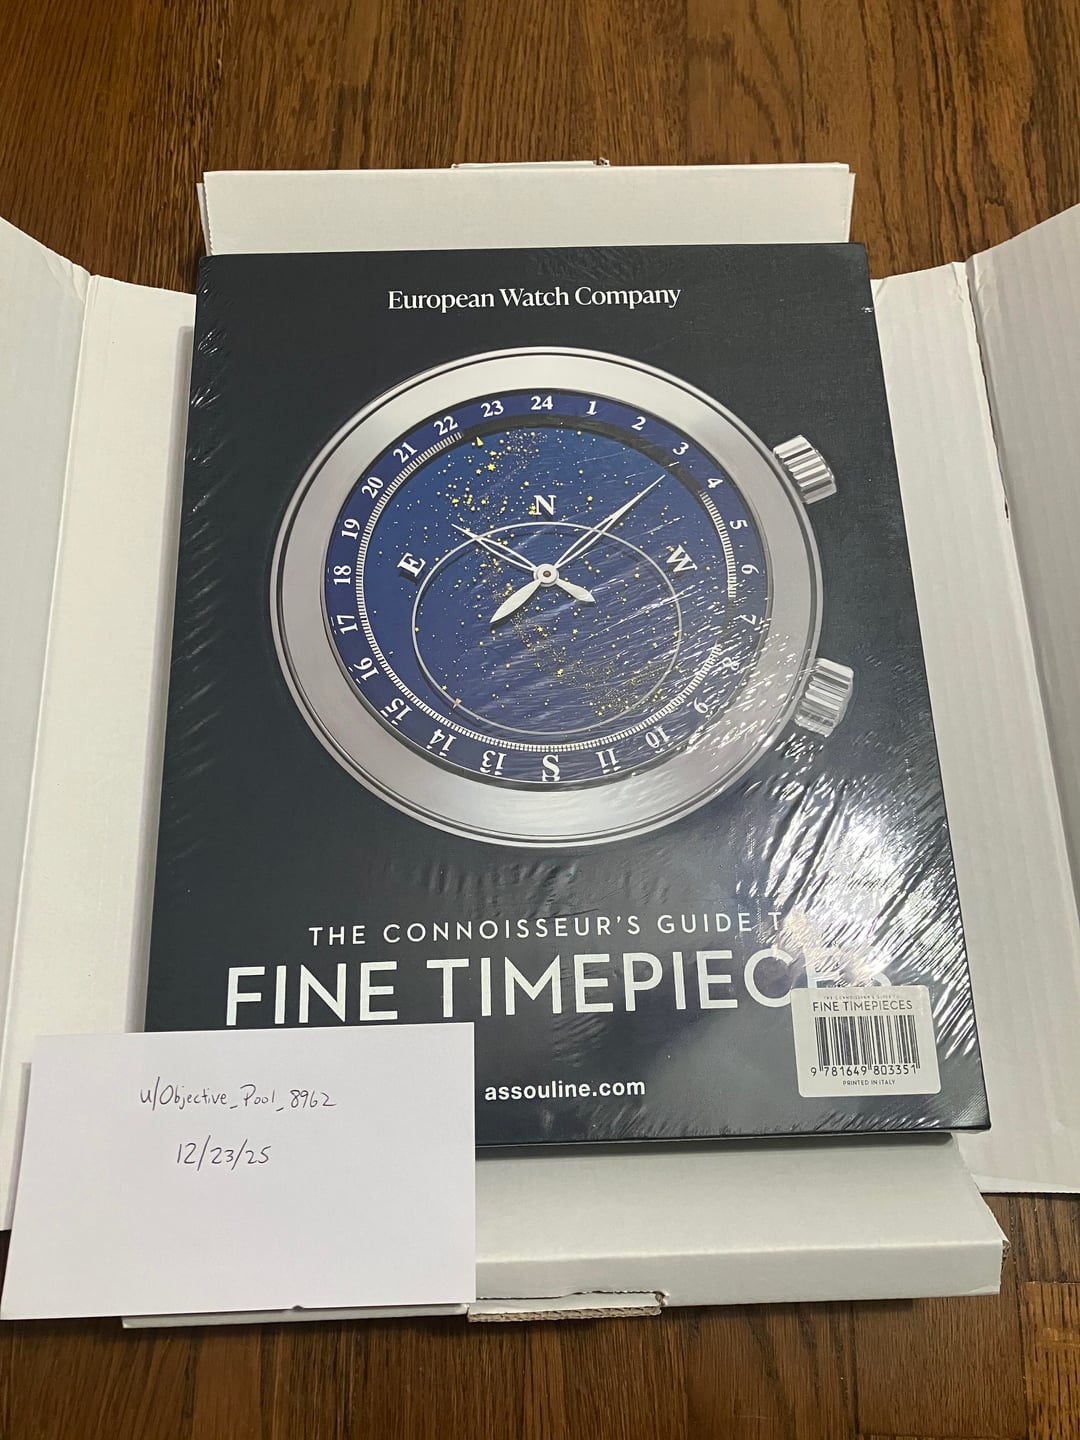 European Watch Company
24
1
2
3
4
5
6
7
8
9
10
11
S
13
14
15
16
17
18
19
20
21
22
23
N
E
W
THE CONNOISSEUR'S GUIDE
FINE TIMEPIECES
assouline.com
THE CONNOISSEUR'S GUIDE TO
FINE TIMEPIECES
9 781649 803351
PRINTED IN ITALY
u/Objective_Pool_8962
12/23/25